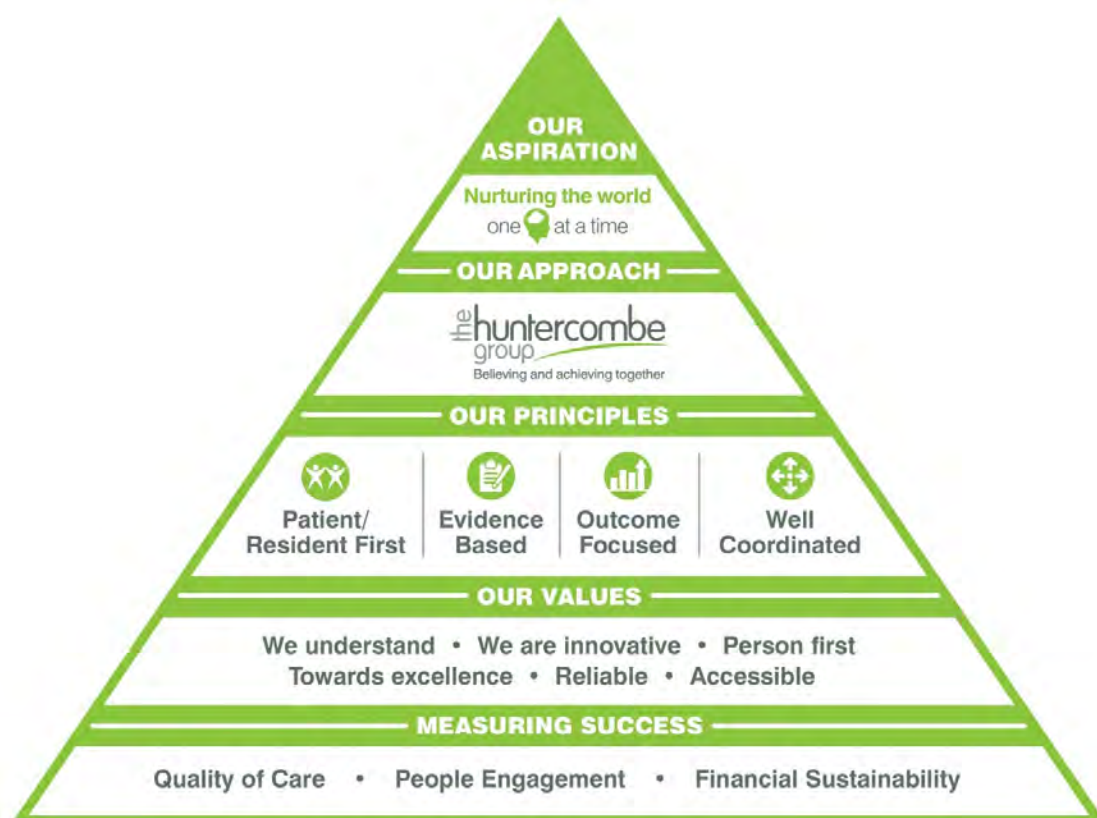 OUR
ASPIRATION
Nurturing the world
one at a time
OUR APPROACH
the huntercombe
group
Believing and achieving together
OUR PRINCIPLES
Patient/
Resident First
Evidence
Based
Outcome
Focused
Well
Coordinated
OUR VALUES
We understand • We are innovative • Person first
Towards excellence • Reliable • Accessible
MEASURING SUCCESS
Quality of Care • People Engagement • Financial Sustainability